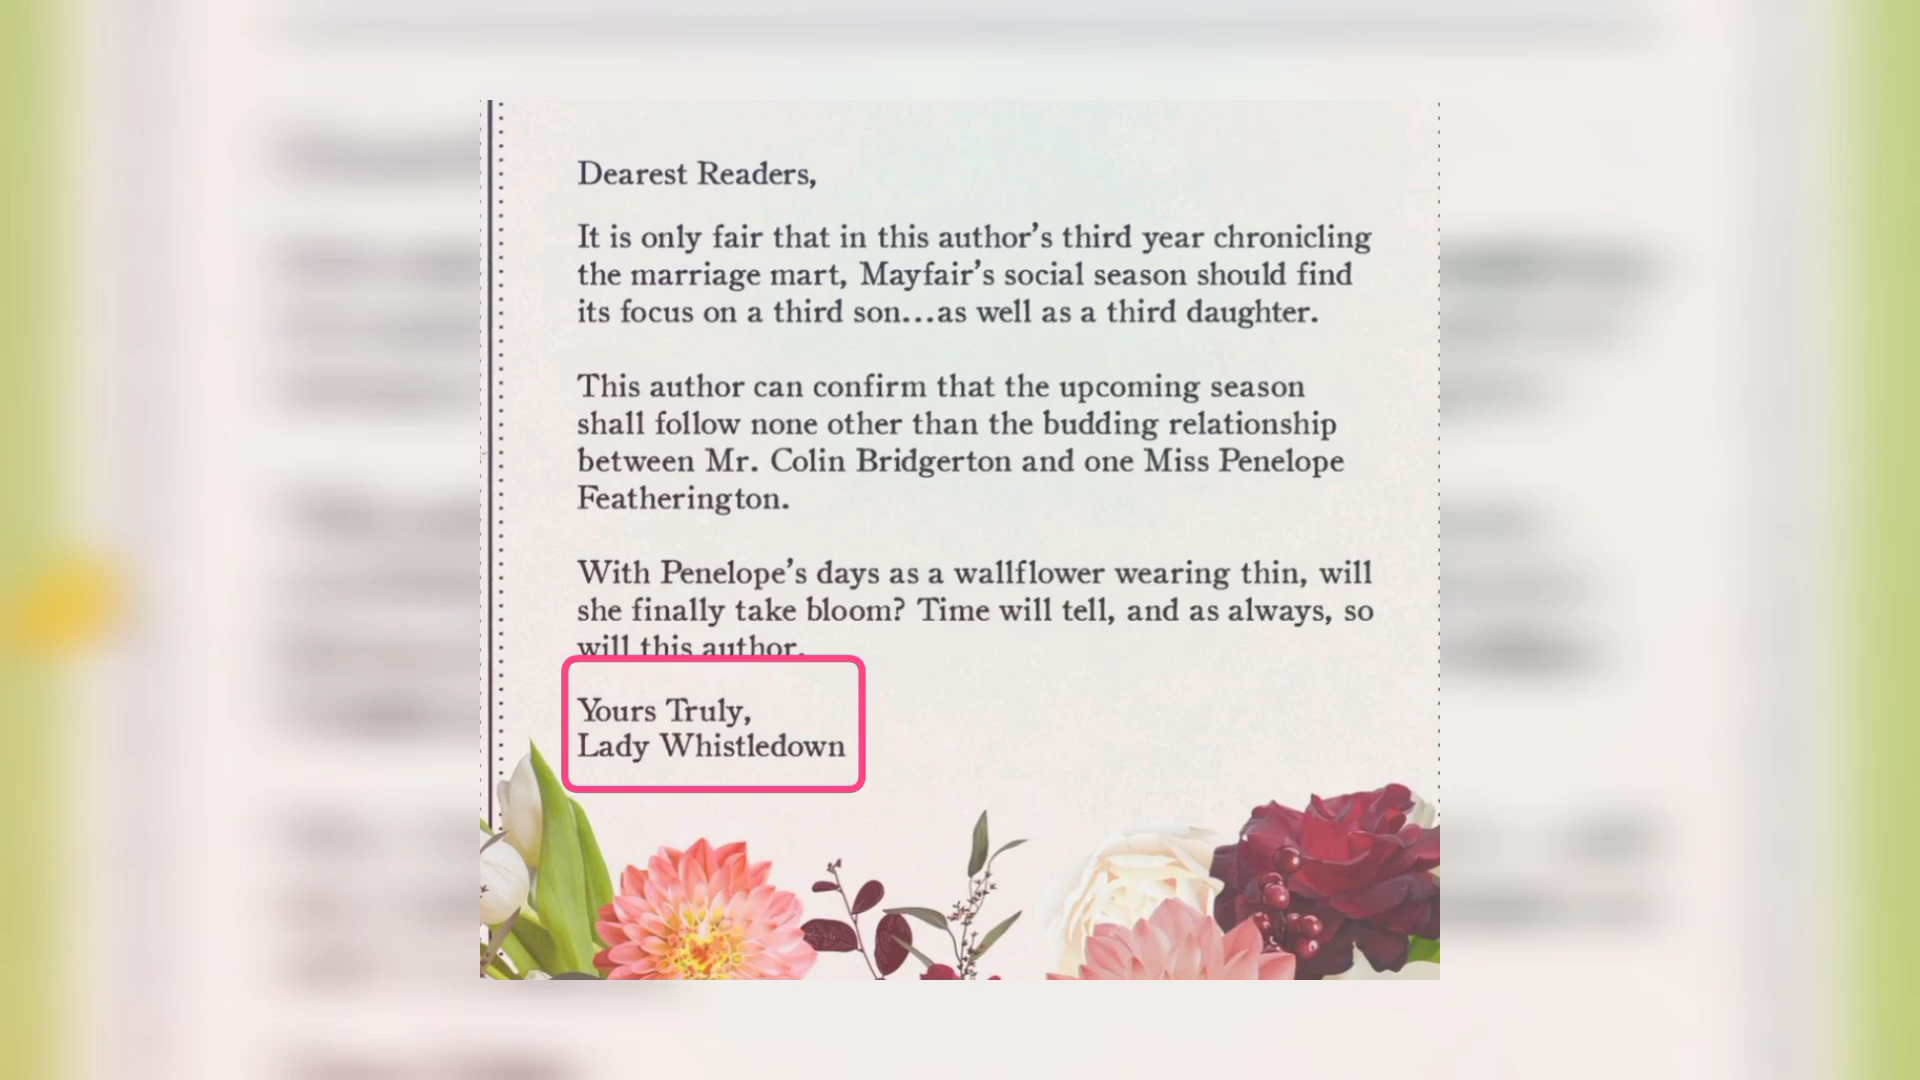 Dearest Readers,
It is only fair that in this author's third year chronicling
the marriage mart, Mayfair's social season should find
its focus on a third son...as well as a third daughter.
This author can confirm that the upcoming season
shall follow none other than the budding relationship
between Mr. Colin Bridgerton and one Miss Penelope
Featherington.
With Penelope's days as a wallflower wearing thin, will
she finally take bloom? Time will tell, and as always, so
will this author.
Yours Truly,
Lady Whistledown